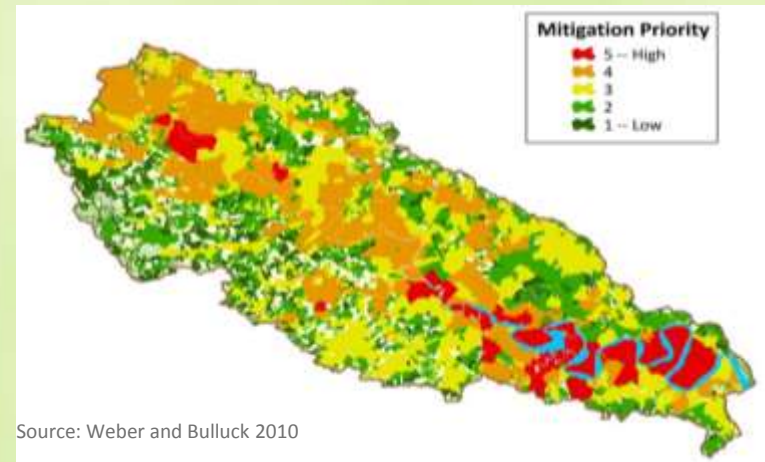 Mitigation Priority
5 -- High
4
3
2
1 -- Low
Source: Weber and Bulluck 2010